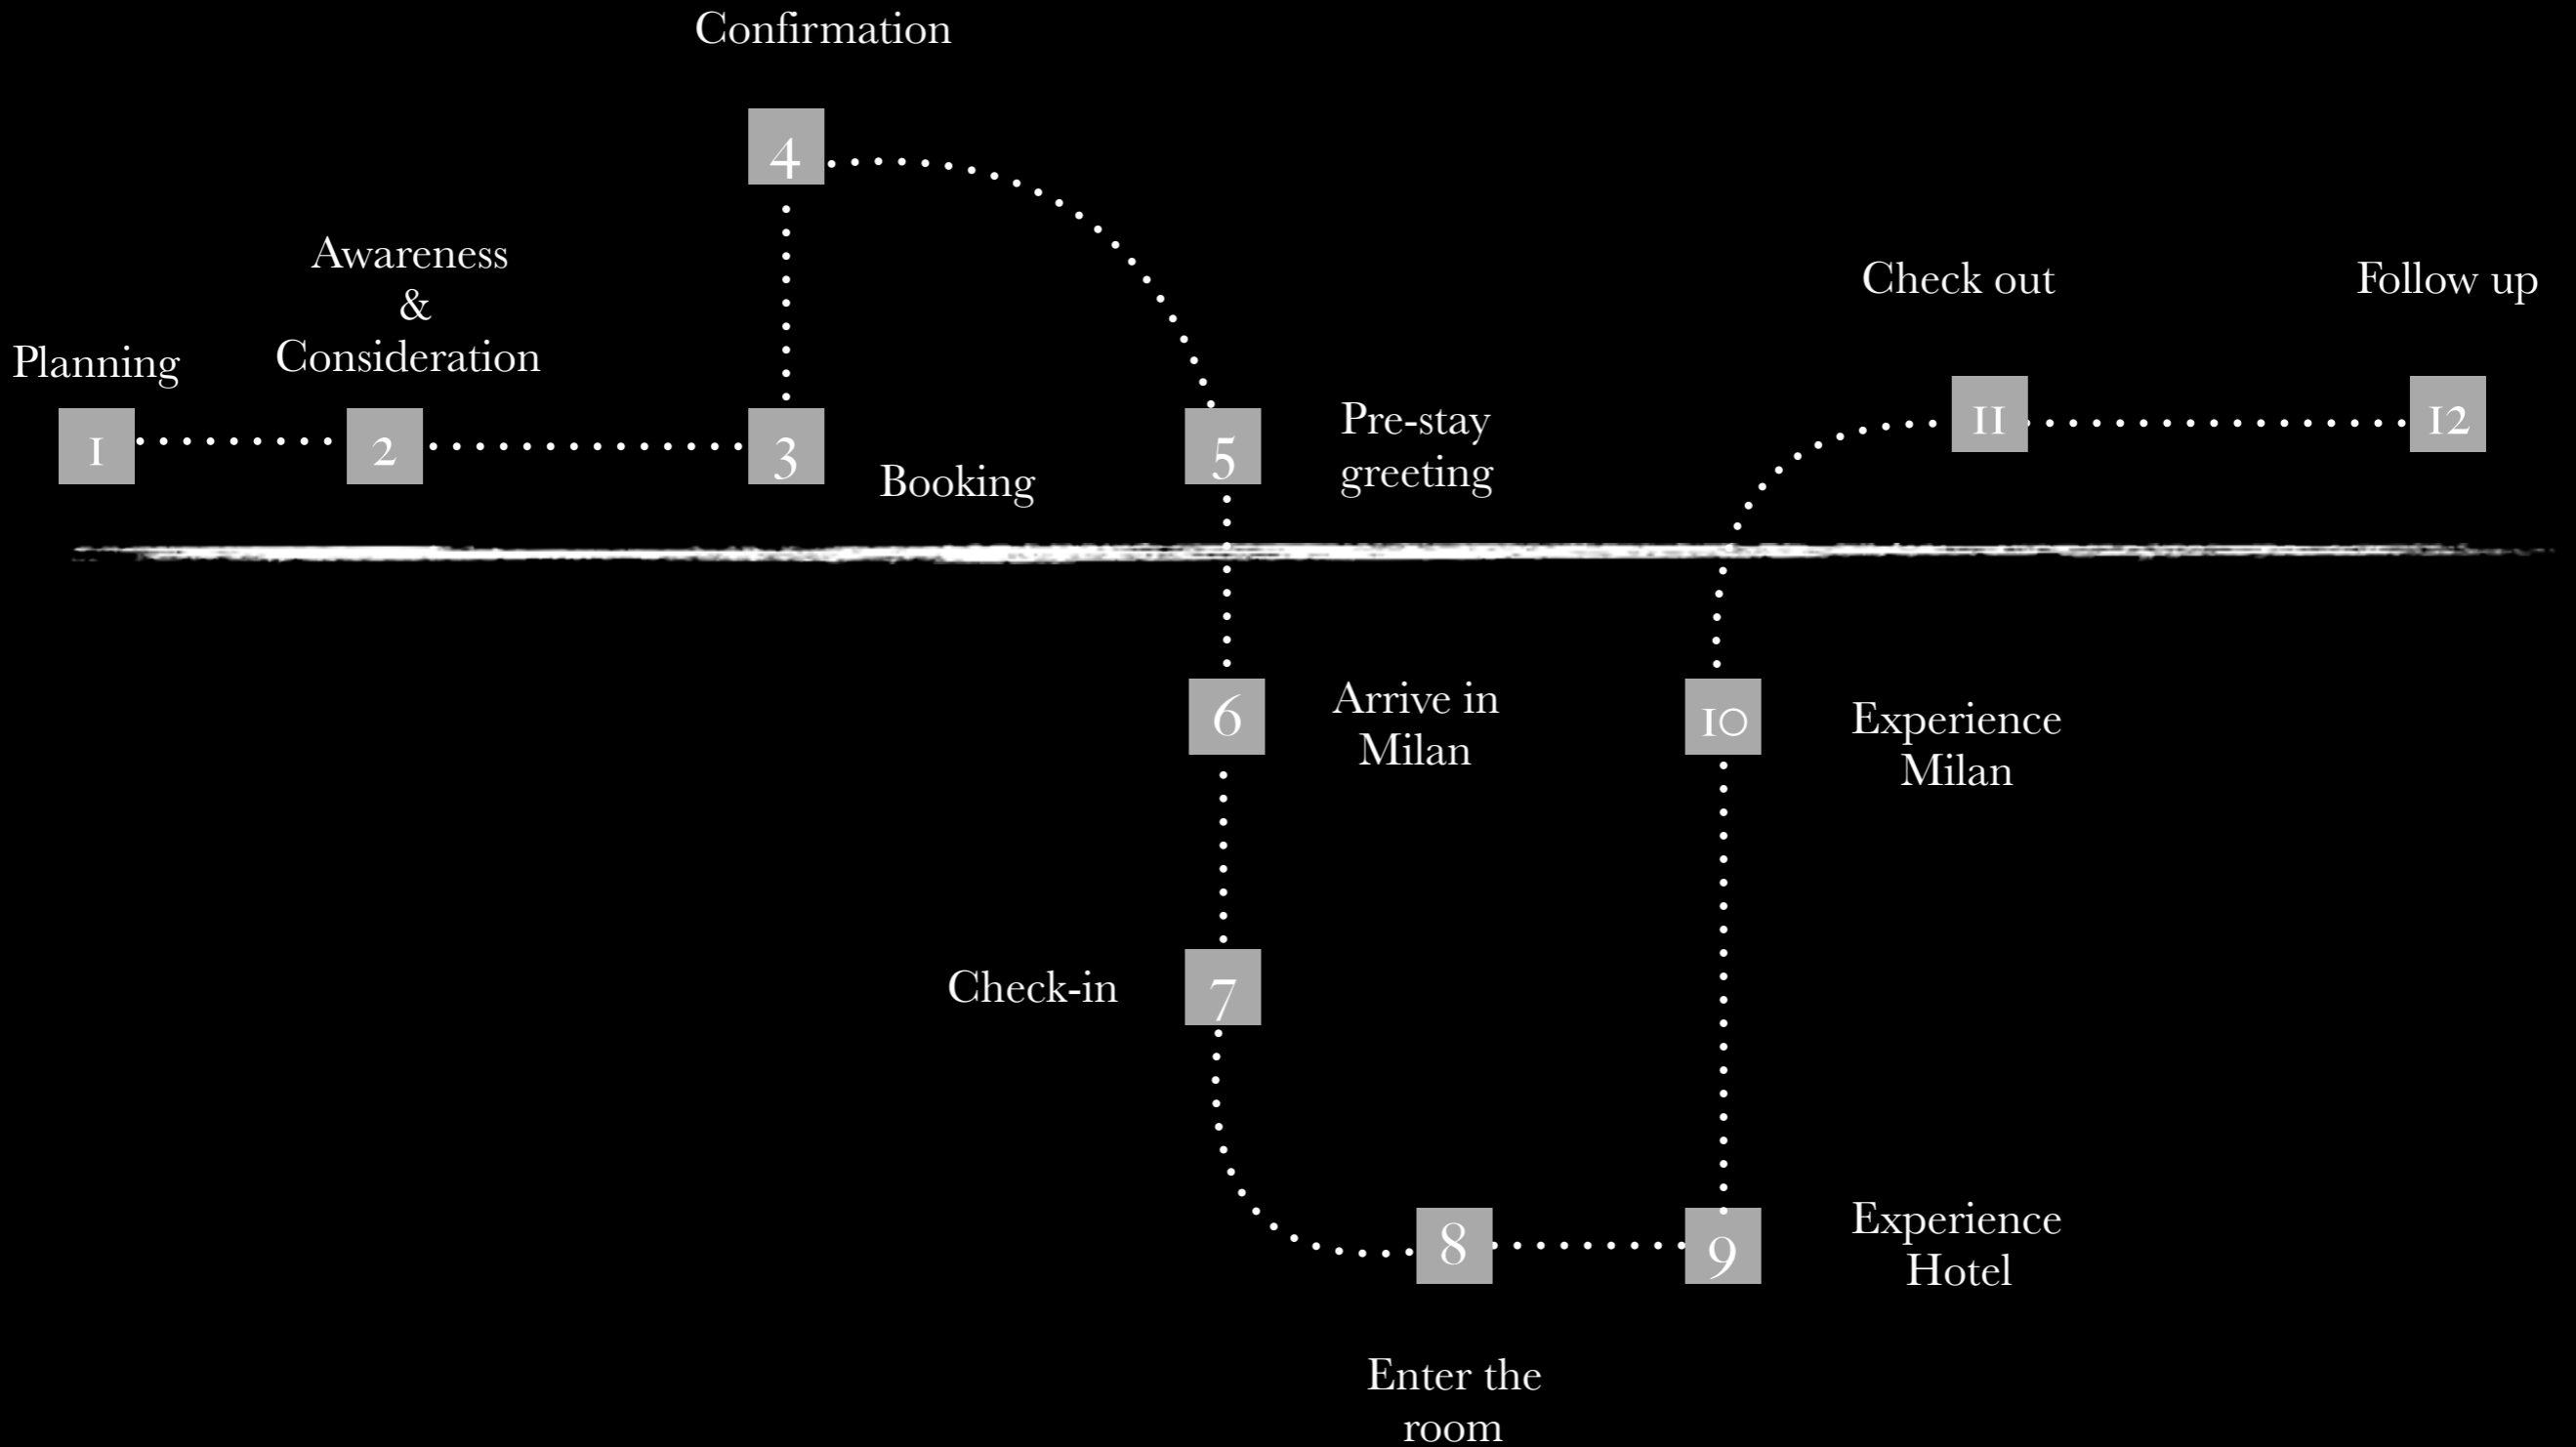 Confirmation
4
Awareness
&
Consideration
Planning
1
2
3
Booking
5
Pre-stay
greeting
Check out
11
Follow up
12
6
Arrive in
Milan
10
Experience
Milan
Check-in
7
8
9
Experience
Hotel
Enter the
room